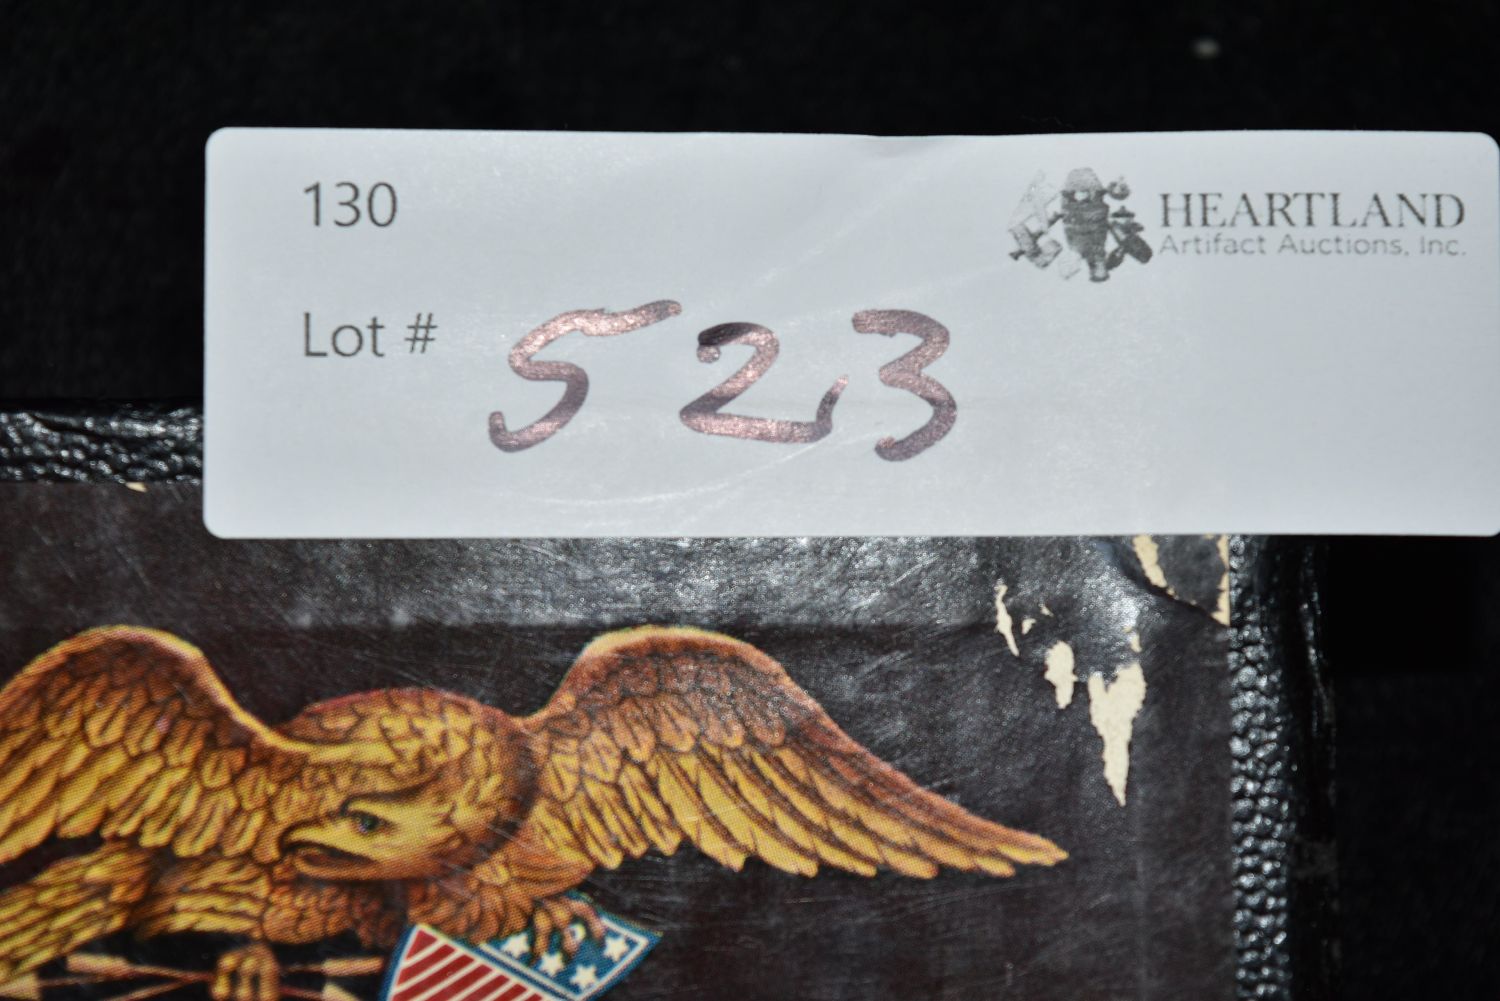 130
HEARTLAND
Artifact Auctions, Inc.
Lot # 523